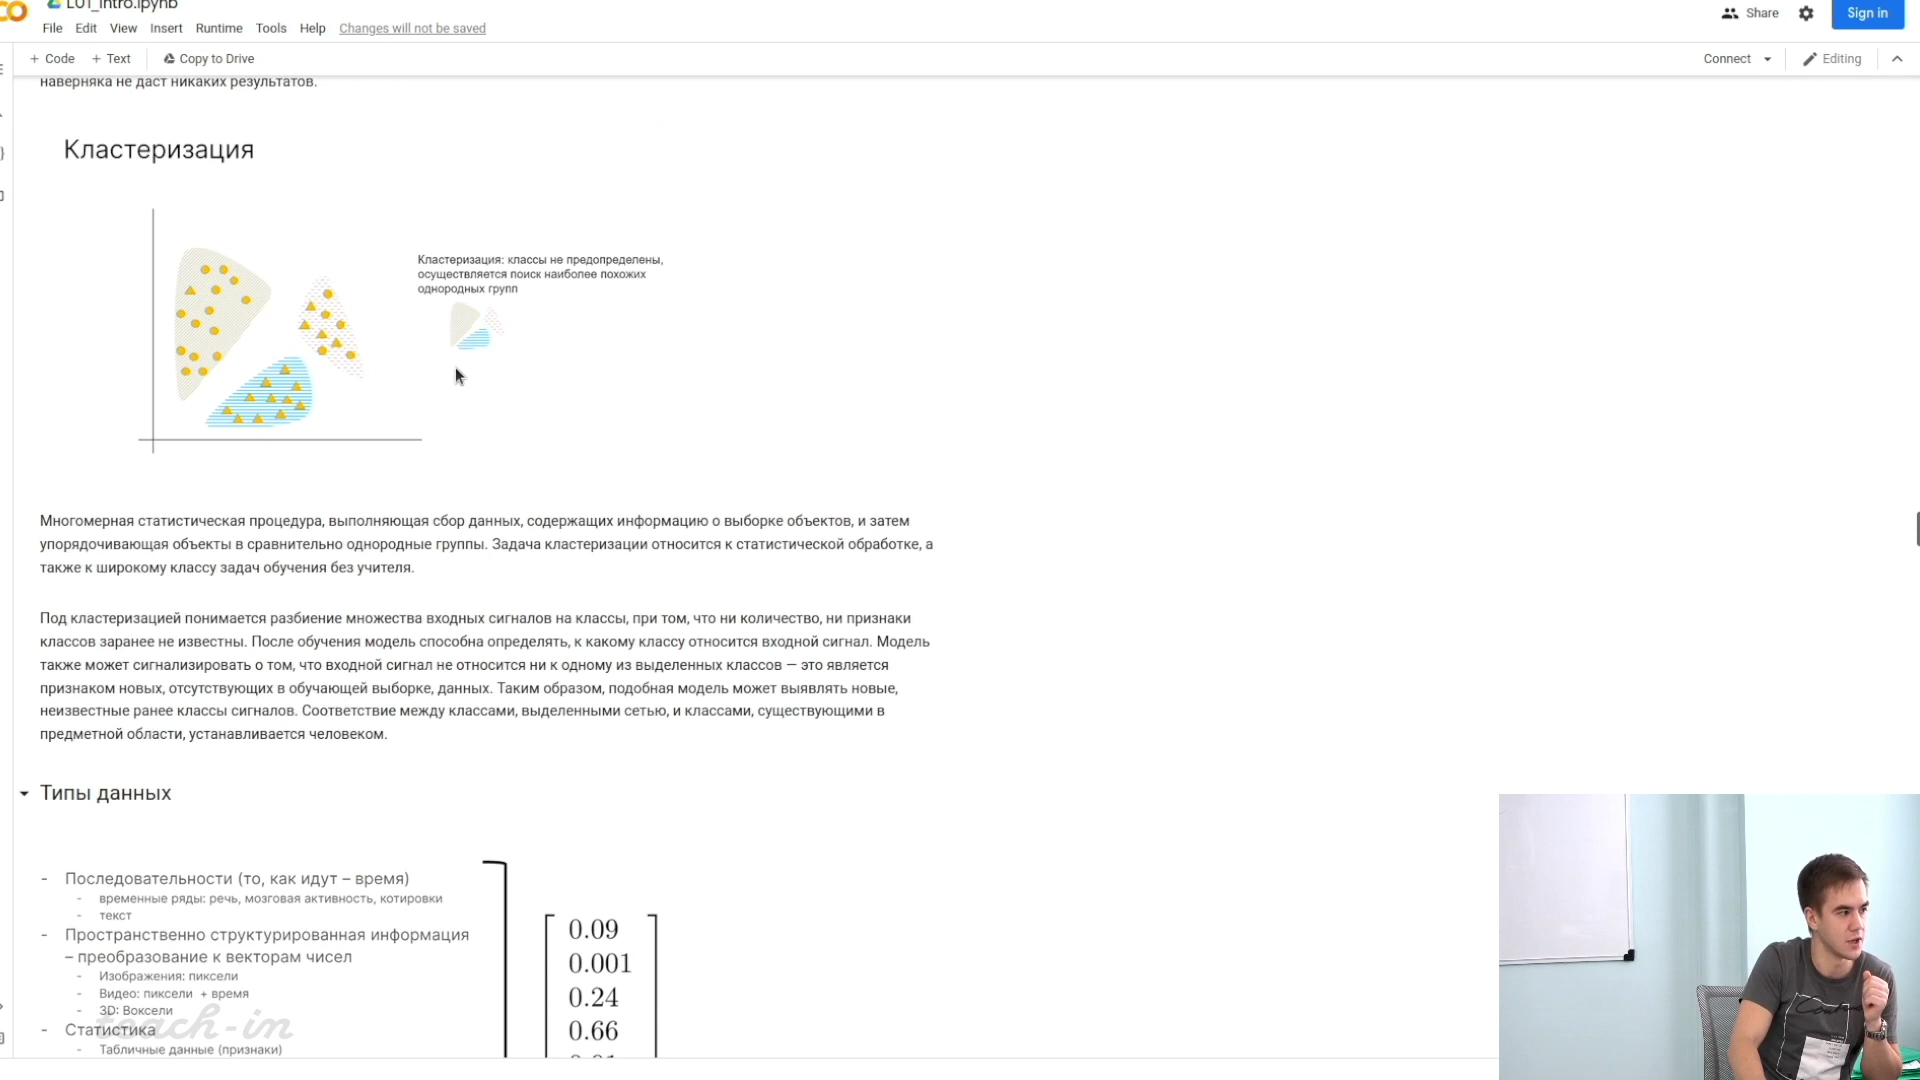 L01_intro.ipynb
File Edit View Insert Runtime Tools Help Changes will not be saved
Share
Sign in
+ Code + Text Copy to Drive
Connect
Editing
наверняка не даст никаких результатов.
Кластеризация
Кластеризация: классы не предопределены,
осуществляется поиск наиболее похожих
однородных групп
Многомерная статистическая процедура, выполняющая сбор данных, содержащих информацию о выборке объектов, и затем
упорядочивающая объекты в сравнительно однородные группы. Задача кластеризации относится к статистической обработке, а
также к широкому классу задач обучения без учителя.
Под кластеризацией понимается разбиение множества входных сигналов на классы, при том, что ни количество, ни признаки
классов заранее не известны. После обучения модель способна определять, к какому классу относится входной сигнал. Модель
также может сигнализировать о том, что входной сигнал не относится ни к одному из выделенных классов — это является
признаком новых, отсутствующих в обучающей выборке, данных. Таким образом, подобная модель может выявлять новые,
неизвестные ранее классы сигналов. Соответствие между классами, выделенными сетью, и классами, существующими в
предметной области, устанавливается человеком.
Типы данных
- Последовательности (то, как идут – время)
- временные ряды: речь, мозговая активность, котировки
- текст
- Пространственно структурированная информация
– преобразование к векторам чисел
- Изображения: пиксели
- Видео: пиксели + время
- 3D: Воксели
- Статистика
- Табличные данные (признаки)
0.09
0.001
0.24
0.66
teach-in